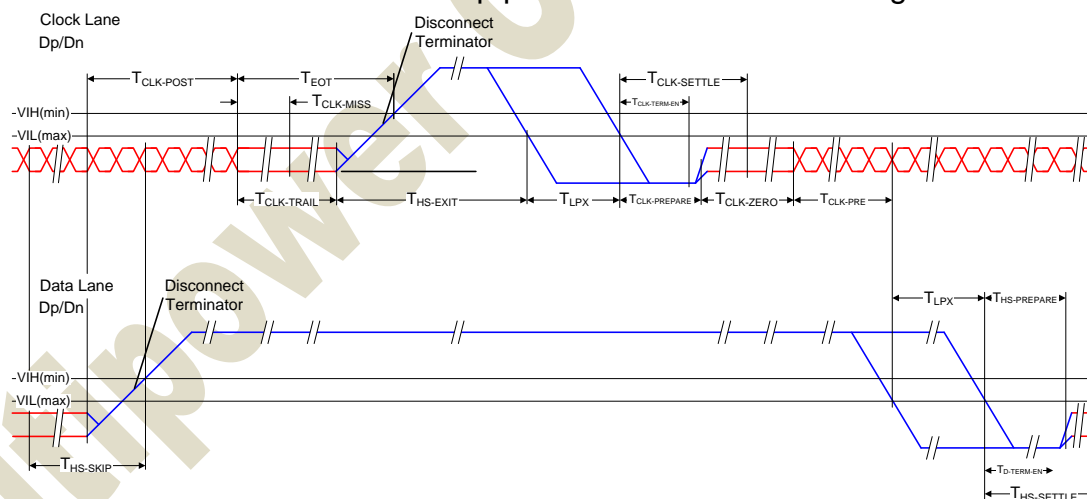 Clock Lane
Dp/Dn
Disconnect
Terminator
TCLK-POST
TEOT
TCLK-SETTLE
TCLK-MISS
TCLK-TERM-EN
VIH(min)
VIL(max)
TCLK-TRAIL
THS-EXIT
TLPX
TCLK-PREPARE
TCLK-ZERO
TCLK-PRE
Data Lane
Dp/Dn
Disconnect
Terminator
TLPX
THS-PREPARE
VIH(min)
VIL(max)
THS-SKIP
TD-TERM-EN
THS-SETTLE